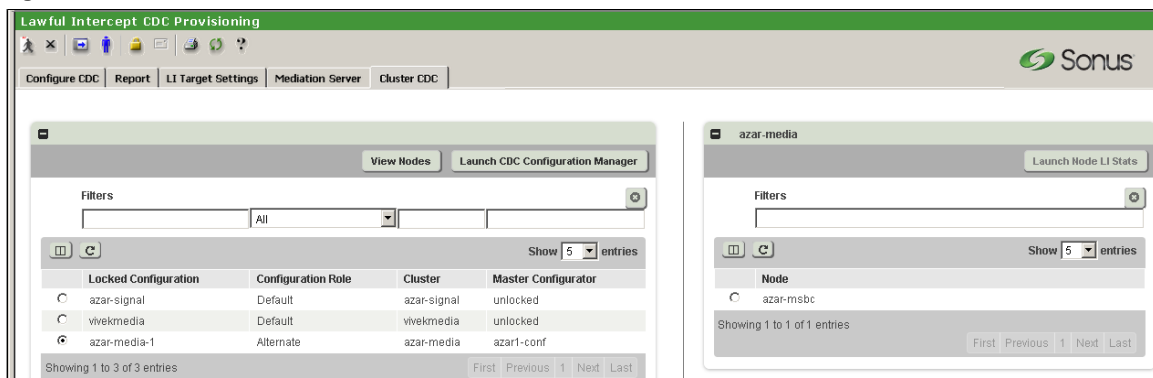 Lawful Intercept CDC Provisioning
Sonus
Configure CDC Report LI Target Settings Mediation Server Cluster CDC
View Nodes Launch CDC Configuration Manager
Filters
All
Show 5 entries
Locked Configuration Configuration Role Cluster Master Configurator
azar-signal Default azar-signal unlocked
vivekmedia Default vivekmedia unlocked
azar-media-1 Alternate azar-media azar1-conf
Showing 1 to 3 of 3 entries First Previous 1 Next Last
azar-media
Launch Node LI Stats
Filters
Show 5 entries
Node
azar-msbc
Showing 1 to 1 of 1 entries
First Previous 1 Next Last